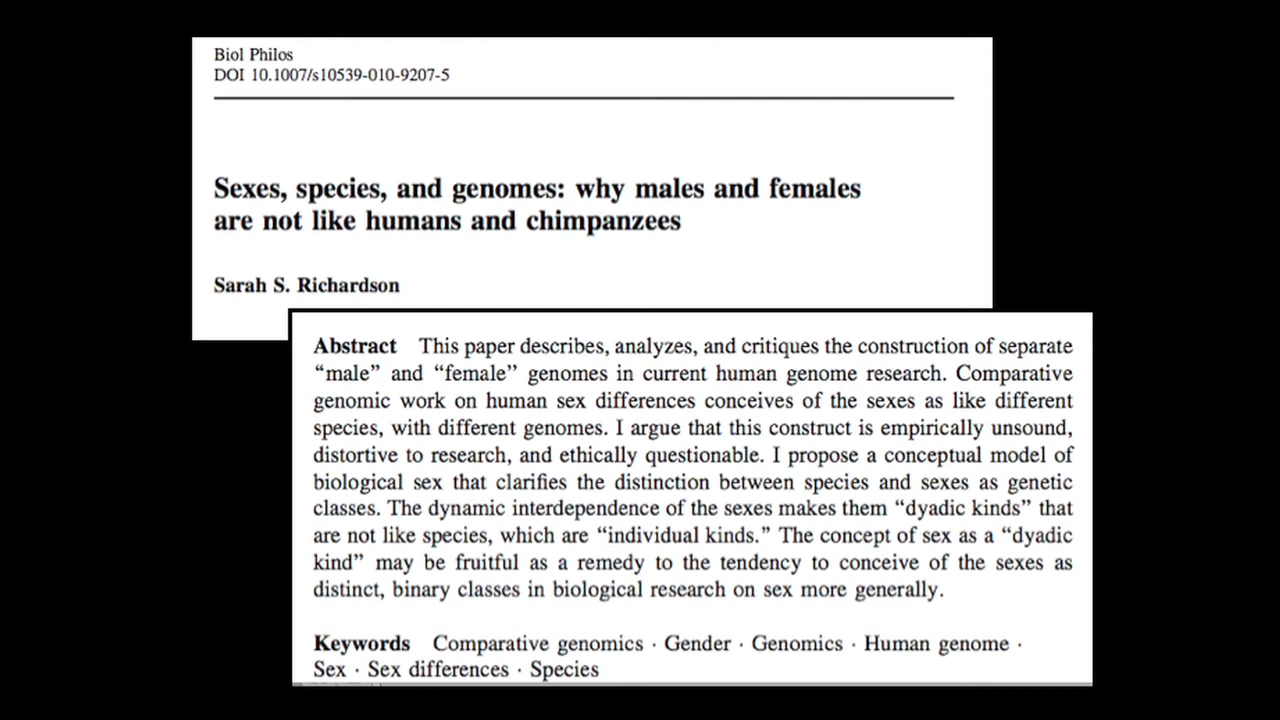 Biol Philos
DOI 10.1007/s10539-010-9207-5
Sexes, species, and genomes: why males and females
are not like humans and chimpanzees
Sarah S. Richardson
Abstract This paper describes, analyzes, and critiques the construction of separate
“male” and “female” genomes in current human genome research. Comparative
genomic work on human sex differences conceives of the sexes as like different
species, with different genomes. I argue that this construct is empirically unsound,
distortive to research, and ethically questionable. I propose a conceptual model of
biological sex that clarifies the distinction between species and sexes as genetic
classes. The dynamic interdependence of the sexes makes them “dyadic kinds” that
are not like species, which are “individual kinds.” The concept of sex as a “dyadic
kind” may be fruitful as a remedy to the tendency to conceive of the sexes as
distinct, binary classes in biological research on sex more generally.
Keywords Comparative genomics · Gender · Genomics · Human genome ·
Sex · Sex differences · Species